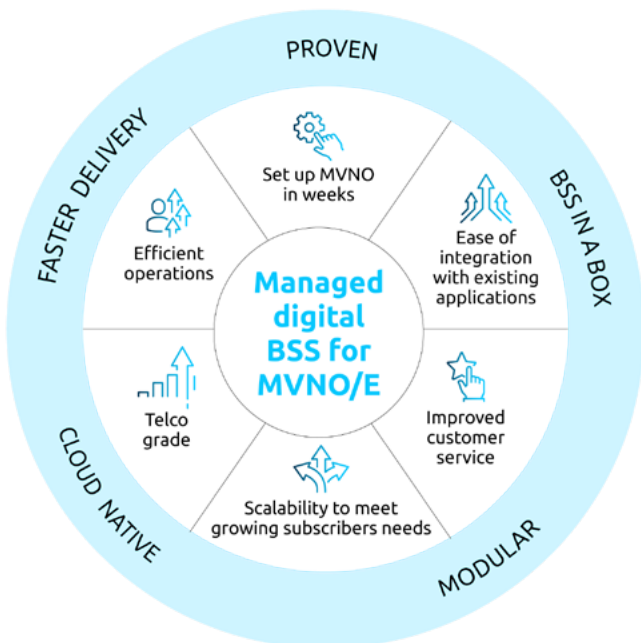 PROVEN
FASTER DELIVERY
BSS IN A BOX
CLOUD NATIVE
MODULAR
Set up MVNO
in weeks
Efficient
operations
Ease of
integration
with existing
applications
Managed
digital
BSS for
MVNO/E
Telco
grade
Improved
customer
service
Scalability to meet
growing subscribers needs